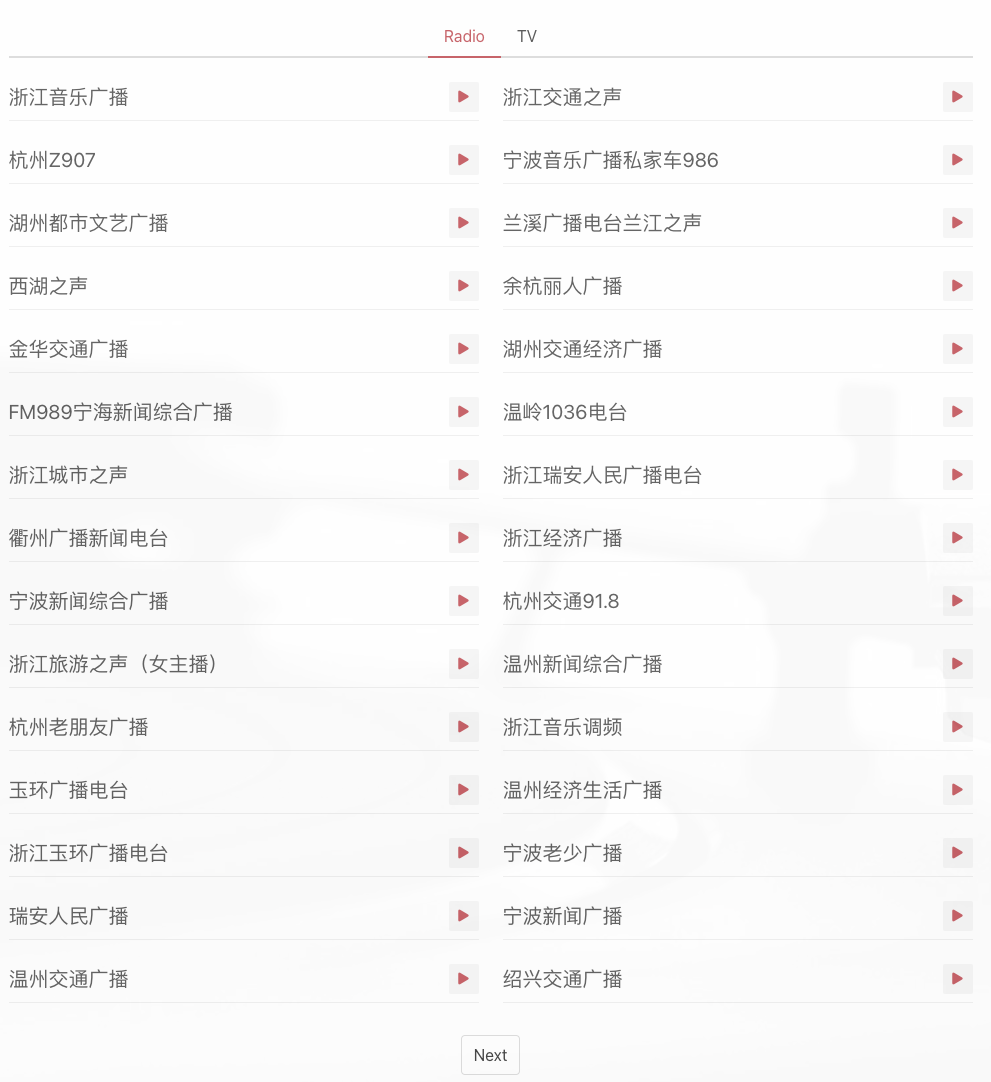 Radio TV
浙江音乐广播 浙江交通之声
杭州Z907 宁波音乐广播私家车986
湖州都市文艺广播 兰溪广播电台兰江之声
西湖之声 余杭丽人广播
金华交通广播 湖州交通经济广播
FM989宁海新闻综合广播 温岭1036电台
浙江城市之声 浙江瑞安人民广播电台
衢州广播新闻电台 浙江经济广播
宁波新闻综合广播 杭州交通91.8
浙江旅游之声（女主播） 温州新闻综合广播
杭州老朋友广播 浙江音乐调频
玉环广播电台 温州经济生活广播
浙江玉环广播电台 宁波老少广播
瑞安人民广播 宁波新闻广播
温州交通广播 绍兴交通广播
Next